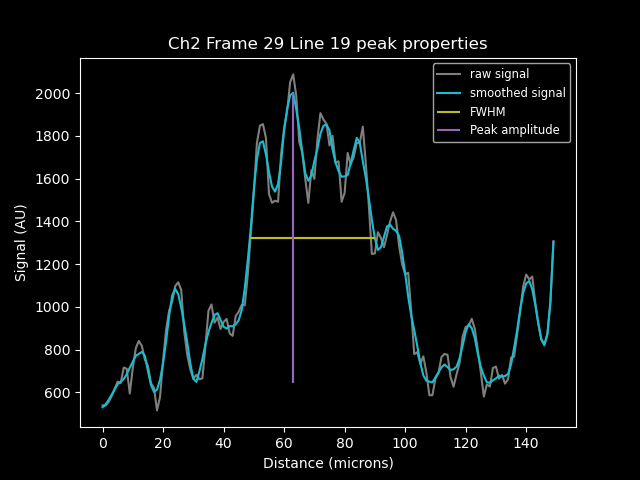 Ch2 Frame 29 Line 19 peak properties
raw signal
smoothed signal
FWHM
Peak amplitude
Signal (AU)
2000
1800
1600
1400
1200
1000
800
600
0 20 40 60 80 100 120 140
Distance (microns)